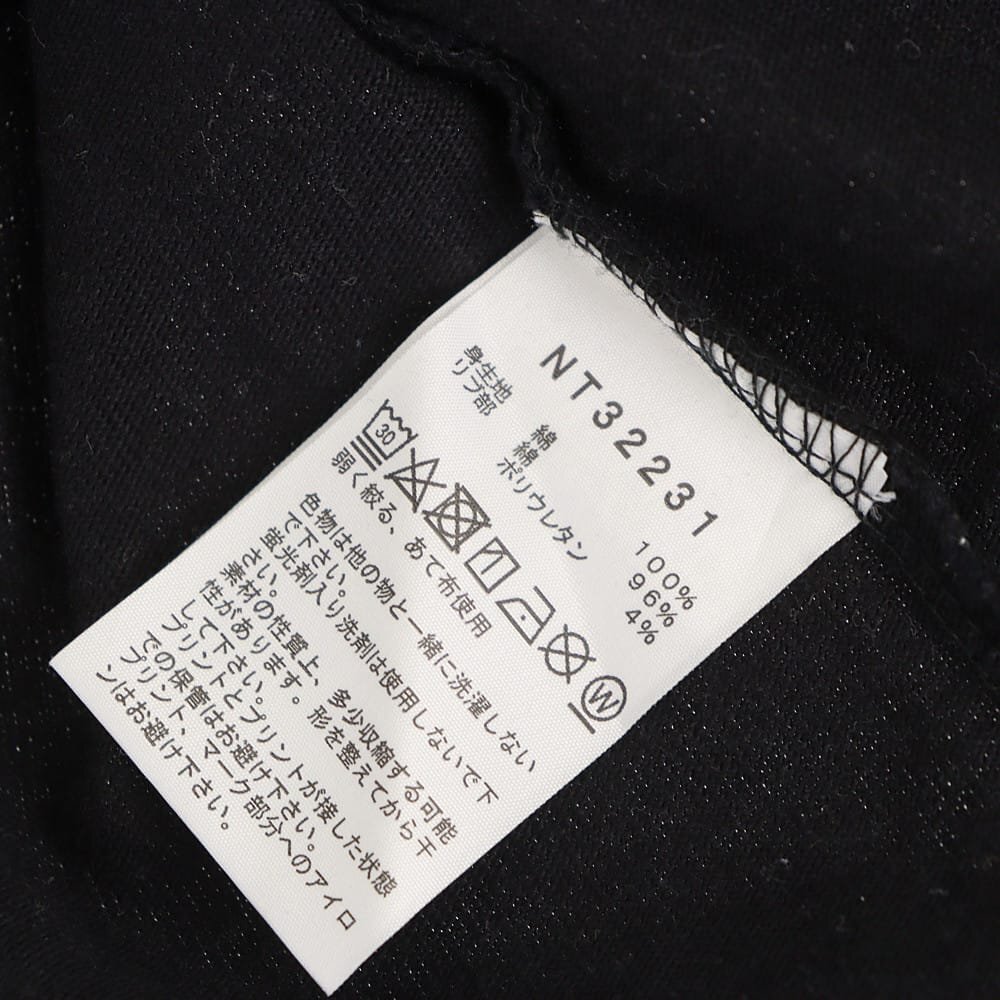 NT32231
身生地 綿 100%
リブ部 綿 96%
ポリウレタン 4%
30
W
弱く絞る、あて布使用
色物は他の物と一緒に洗濯しない
で下さい。
蛍光剤入り洗剤は使用しないで下
さい。
素材の性質上、多少収縮する可能
性があります。形を整えてから干
して下さい。
プリントとプリントが接した状態
での保管はお避け下さい。
プリント、マーク部分へのアイロ
ンはお避け下さい。